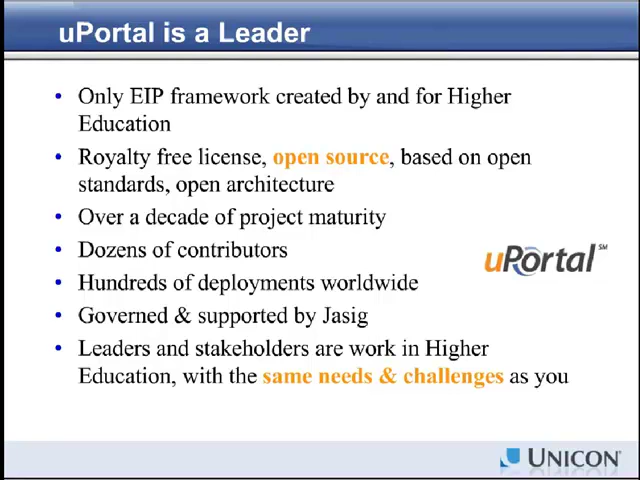 uPortal is a Leader
• Only EIP framework created by and for Higher
Education
• Royalty free license, open source, based on open
standards, open architecture
• Over a decade of project maturity
• Dozens of contributors
• Hundreds of deployments worldwide
• Governed & supported by Jasig
• Leaders and stakeholders are work in Higher
Education, with the same needs & challenges as you
uPortal SM
UNICON